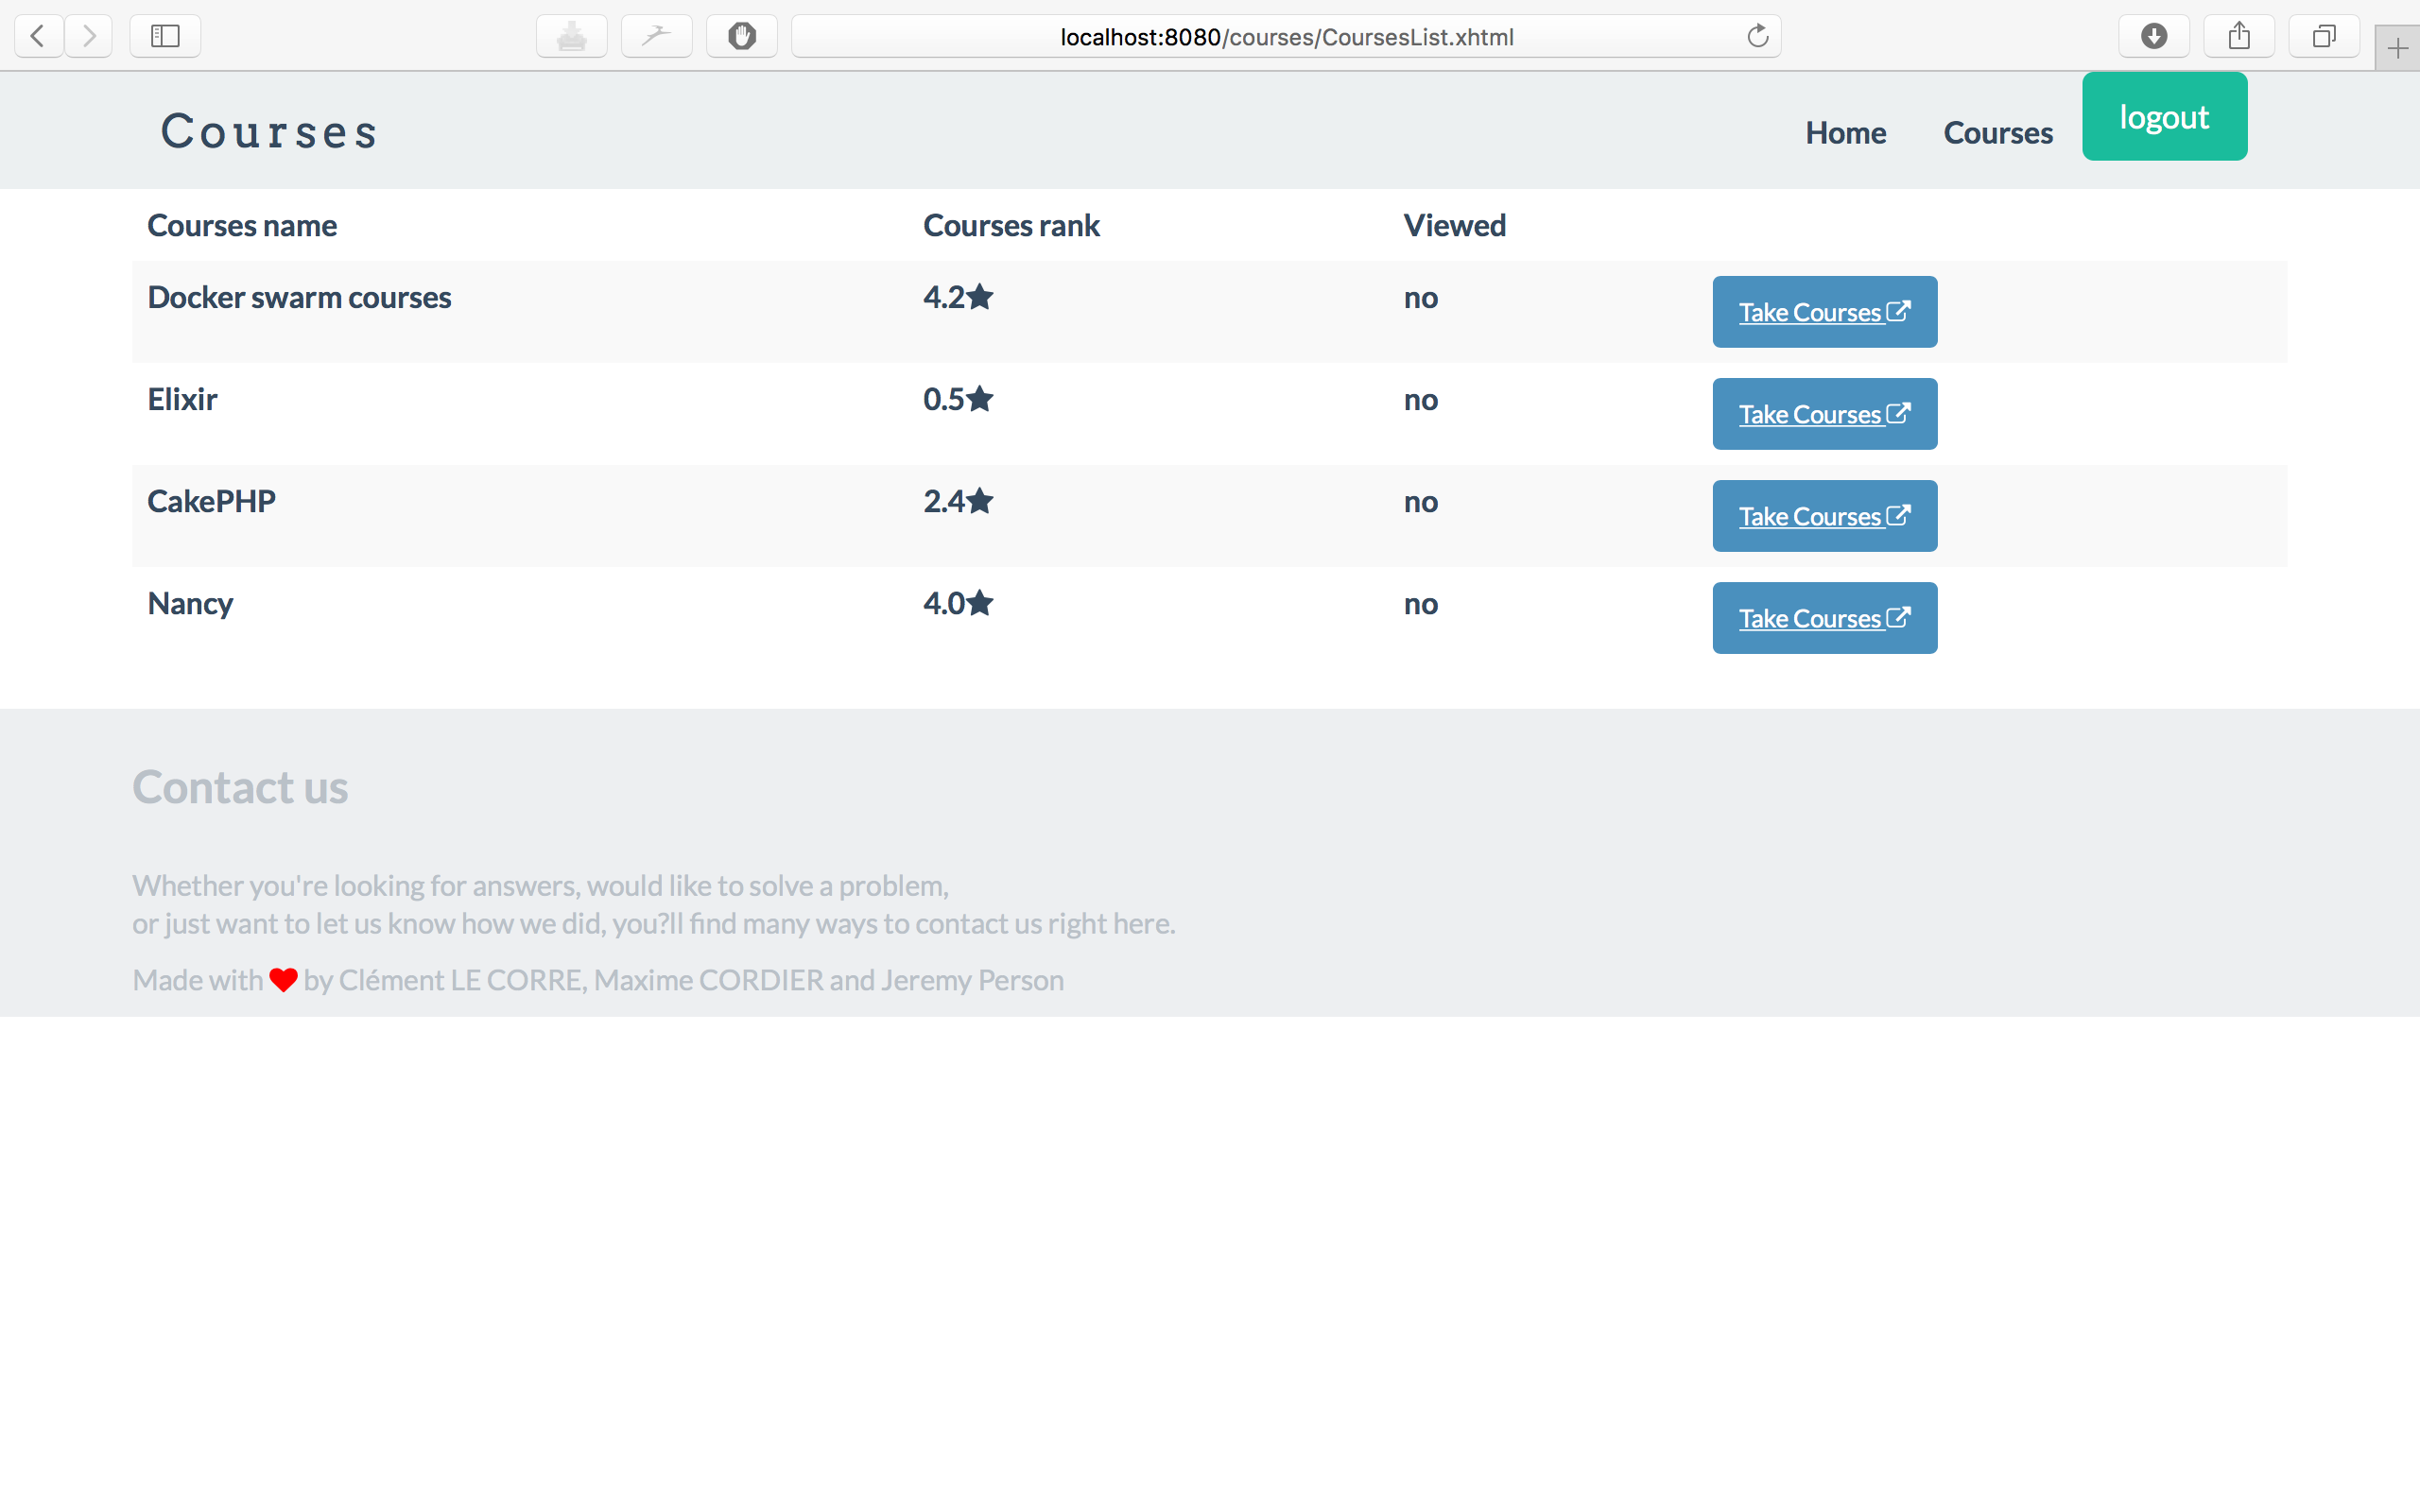 localhost:8080/courses/CoursesList.xhtml
Courses
Home Courses logout
Courses name Courses rank Viewed
Docker swarm courses 4.2 no Take Courses
Elixir 0.5 no Take Courses
CakePHP 2.4 no Take Courses
Nancy 4.0 no Take Courses
Contact us
Whether you're looking for answers, would like to solve a problem,
or just want to let us know how we did, you?ll find many ways to contact us right here.
Made with by Clément LE CORRE, Maxime CORDIER and Jeremy Person